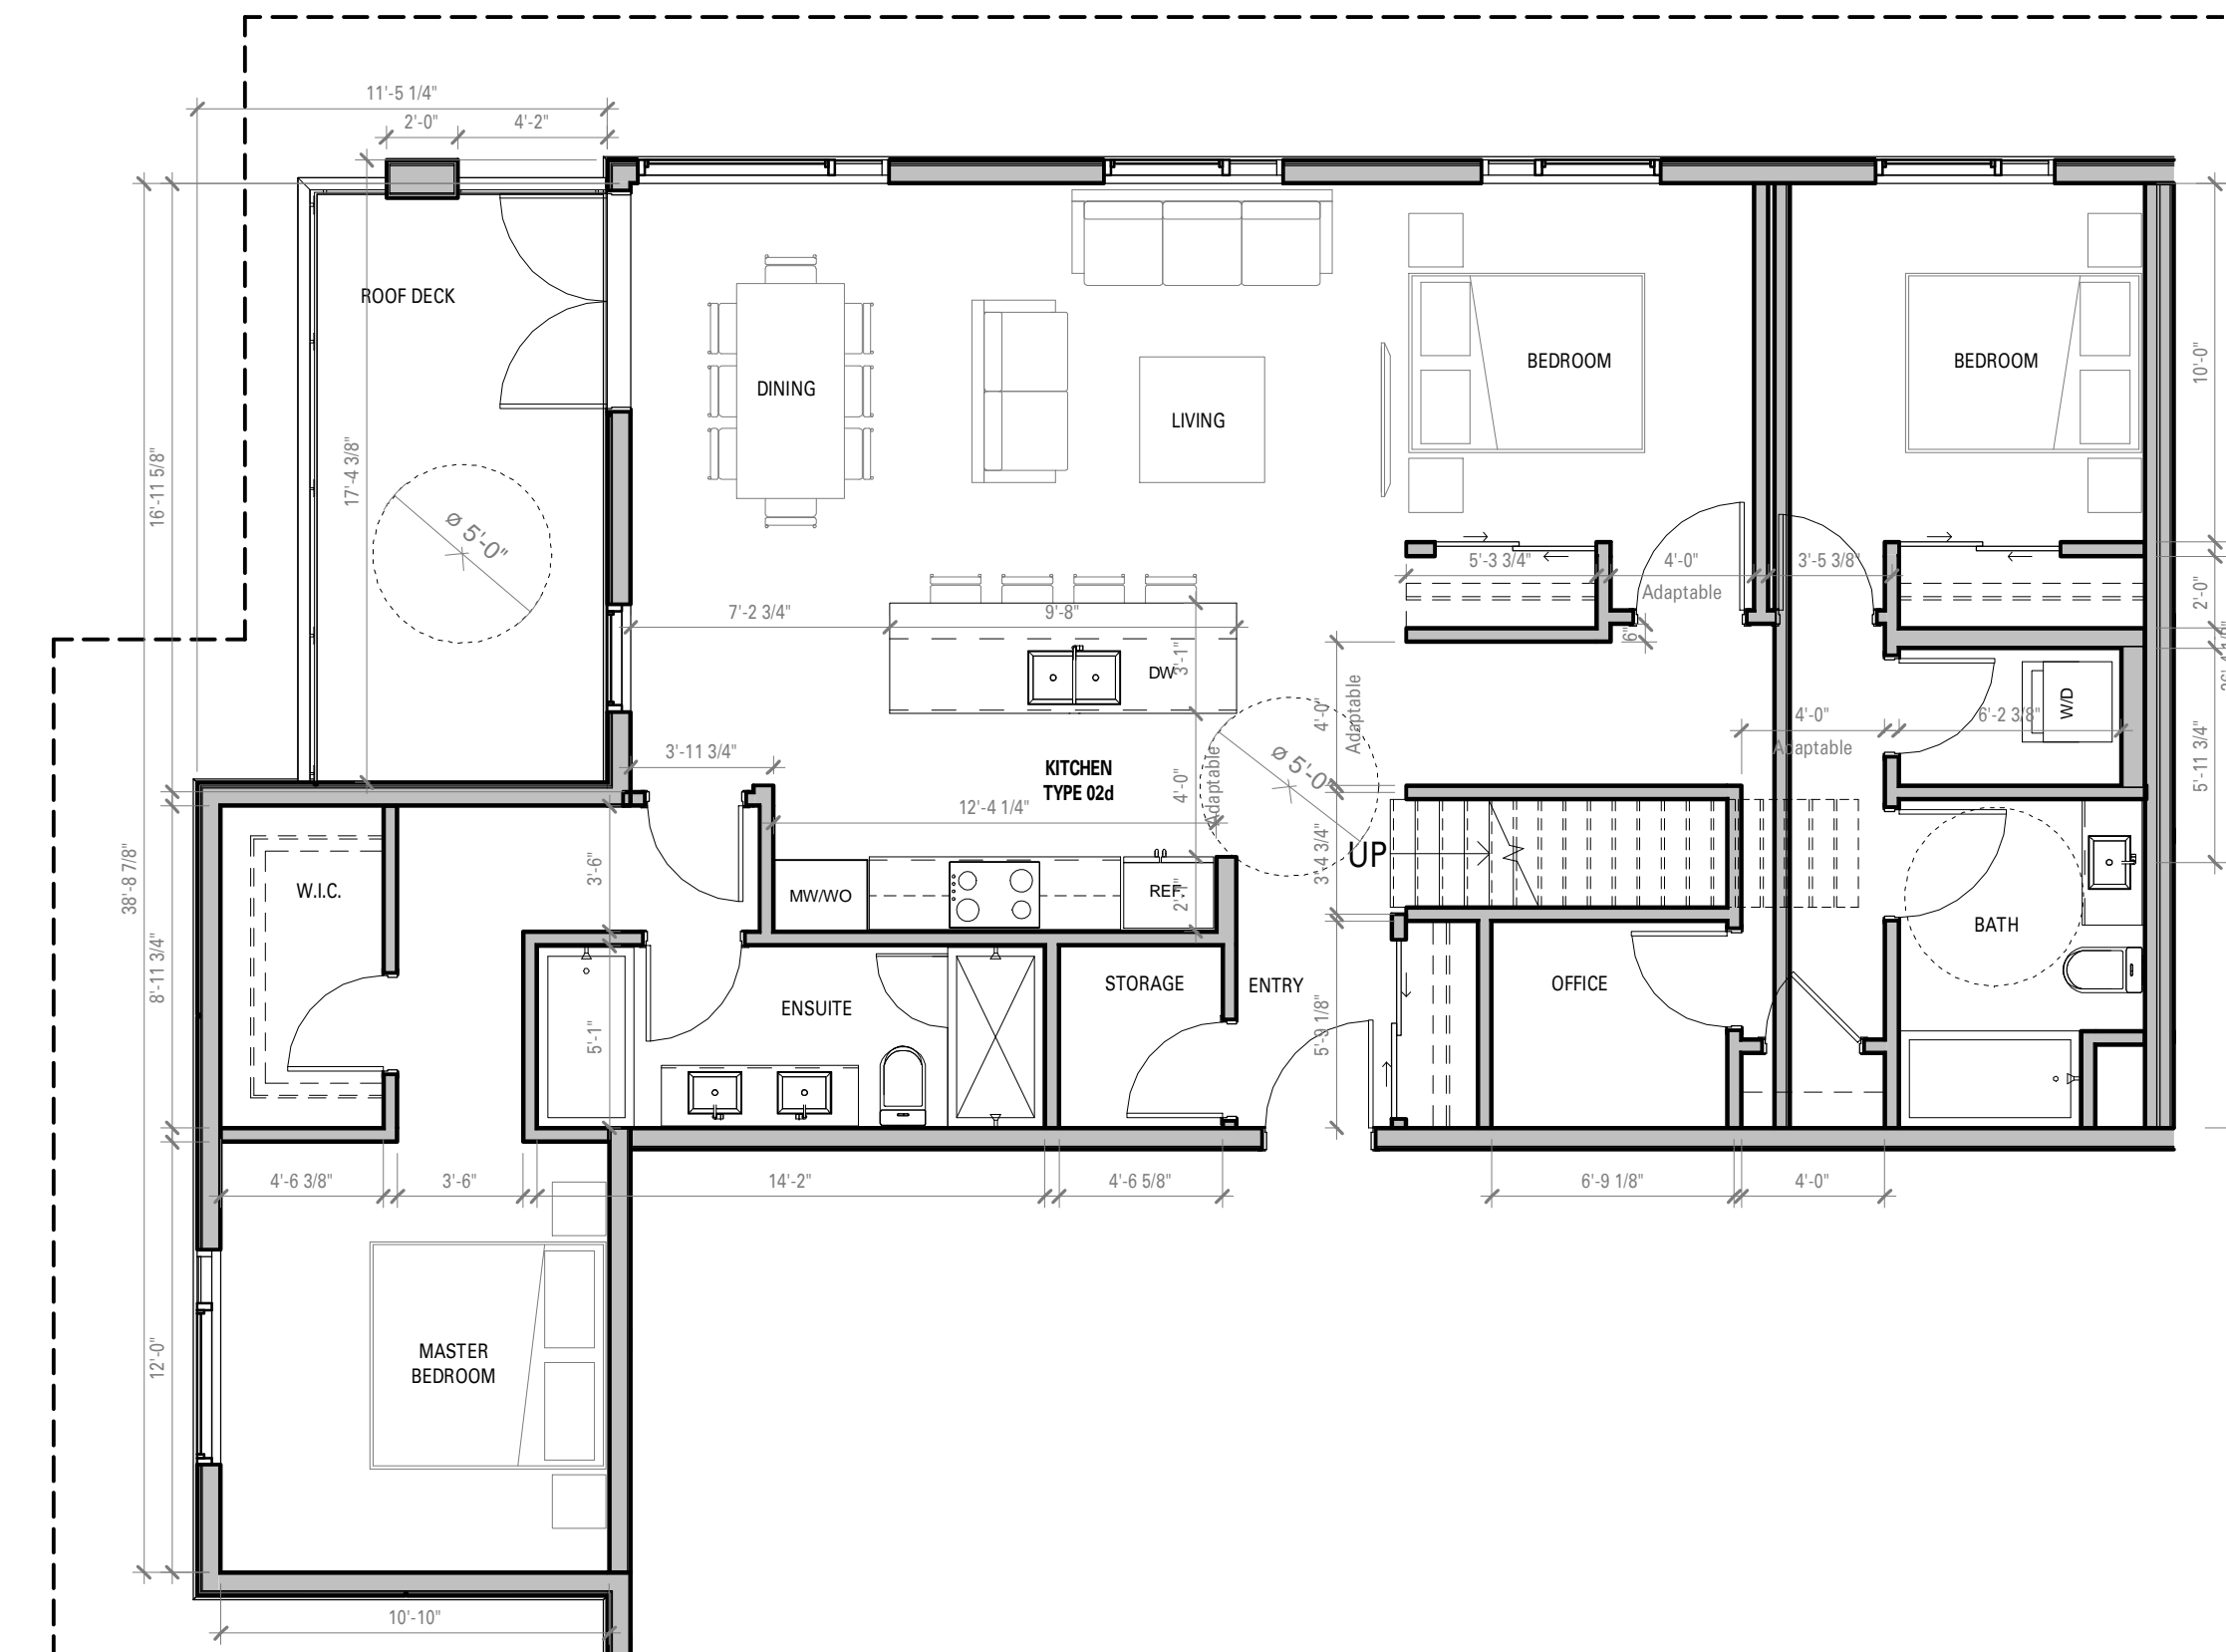 11'-5 1/4"
2'-0"
4'-2"
ROOF DECK
DINING
LIVING
BEDROOM
BEDROOM
10'-0"
16'-11 5/8"
17'-4 3/8"
Ø 5'-0"
5'-3 3/4"
4'-0"
Adaptable
3'-5 3/8"
2'-0"
7'-2 3/4"
9'-8"
6"
3'-1"
DW
4'-0"
Adaptable
W/D
4'-0"
Adaptable
6'-2 3/8"
5'-11 3/4"
3'-11 3/4"
KITCHEN
TYPE 02d
4'-0"
Adaptable
Ø 5'-0"
12'-4 1/4"
38'-8 7/8"
3'-6"
UP
3'-4 3/4"
W.I.C.
MW/WO
REF.
BATH
8'-11 3/4"
5'-1"
ENSUITE
STORAGE
ENTRY
5'-9 1/8"
OFFICE
4'-6 3/8"
3'-6"
14'-2"
4'-6 5/8"
6'-9 1/8"
4'-0"
12'-0"
MASTER
BEDROOM
10'-10"